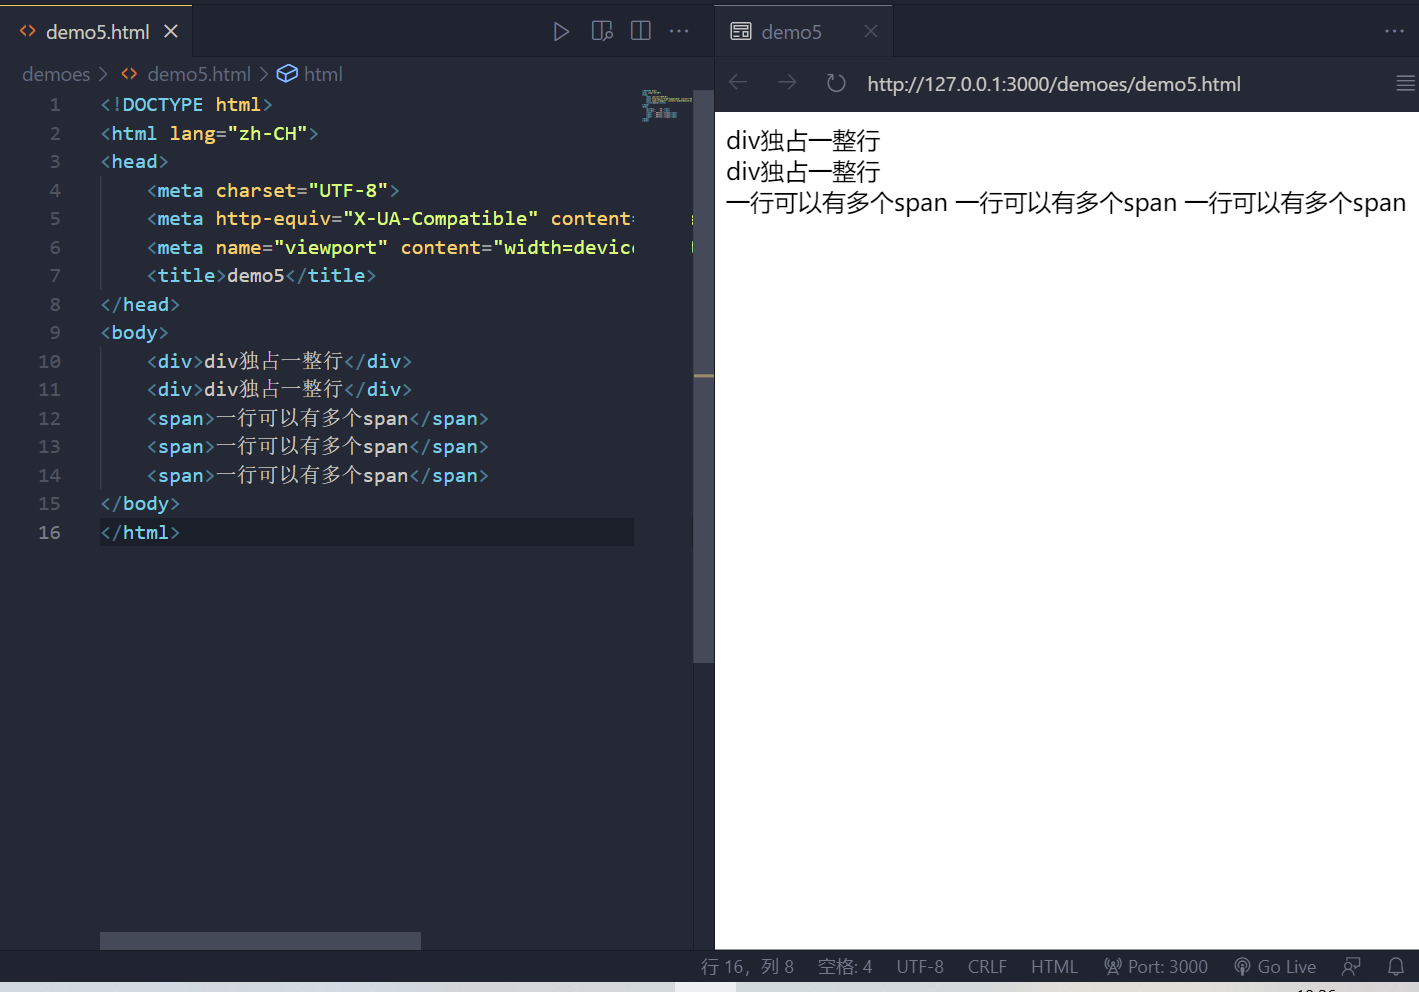 demo5.html
demoes > demo5.html > html
1 <!DOCTYPE html>
2 <html lang="zh-CH">
3 <head>
4 <meta charset="UTF-8">
5 <meta http-equiv="X-UA-Compatible" content=
6 <meta name="viewport" content="width=device
7 <title>demo5</title>
8 </head>
9 <body>
10 <div>div独占一整行</div>
11 <div>div独占一整行</div>
12 <span>一行可以有多个span</span>
13 <span>一行可以有多个span</span>
14 <span>一行可以有多个span</span>
15 </body>
16 </html>
demo5
http://127.0.0.1:3000/demoes/demo5.html
div独占一整行
div独占一整行
一行可以有多个span 一行可以有多个span 一行可以有多个span
行 16，列 8 空格: 4 UTF-8 CRLF HTML Port: 3000 Go Live